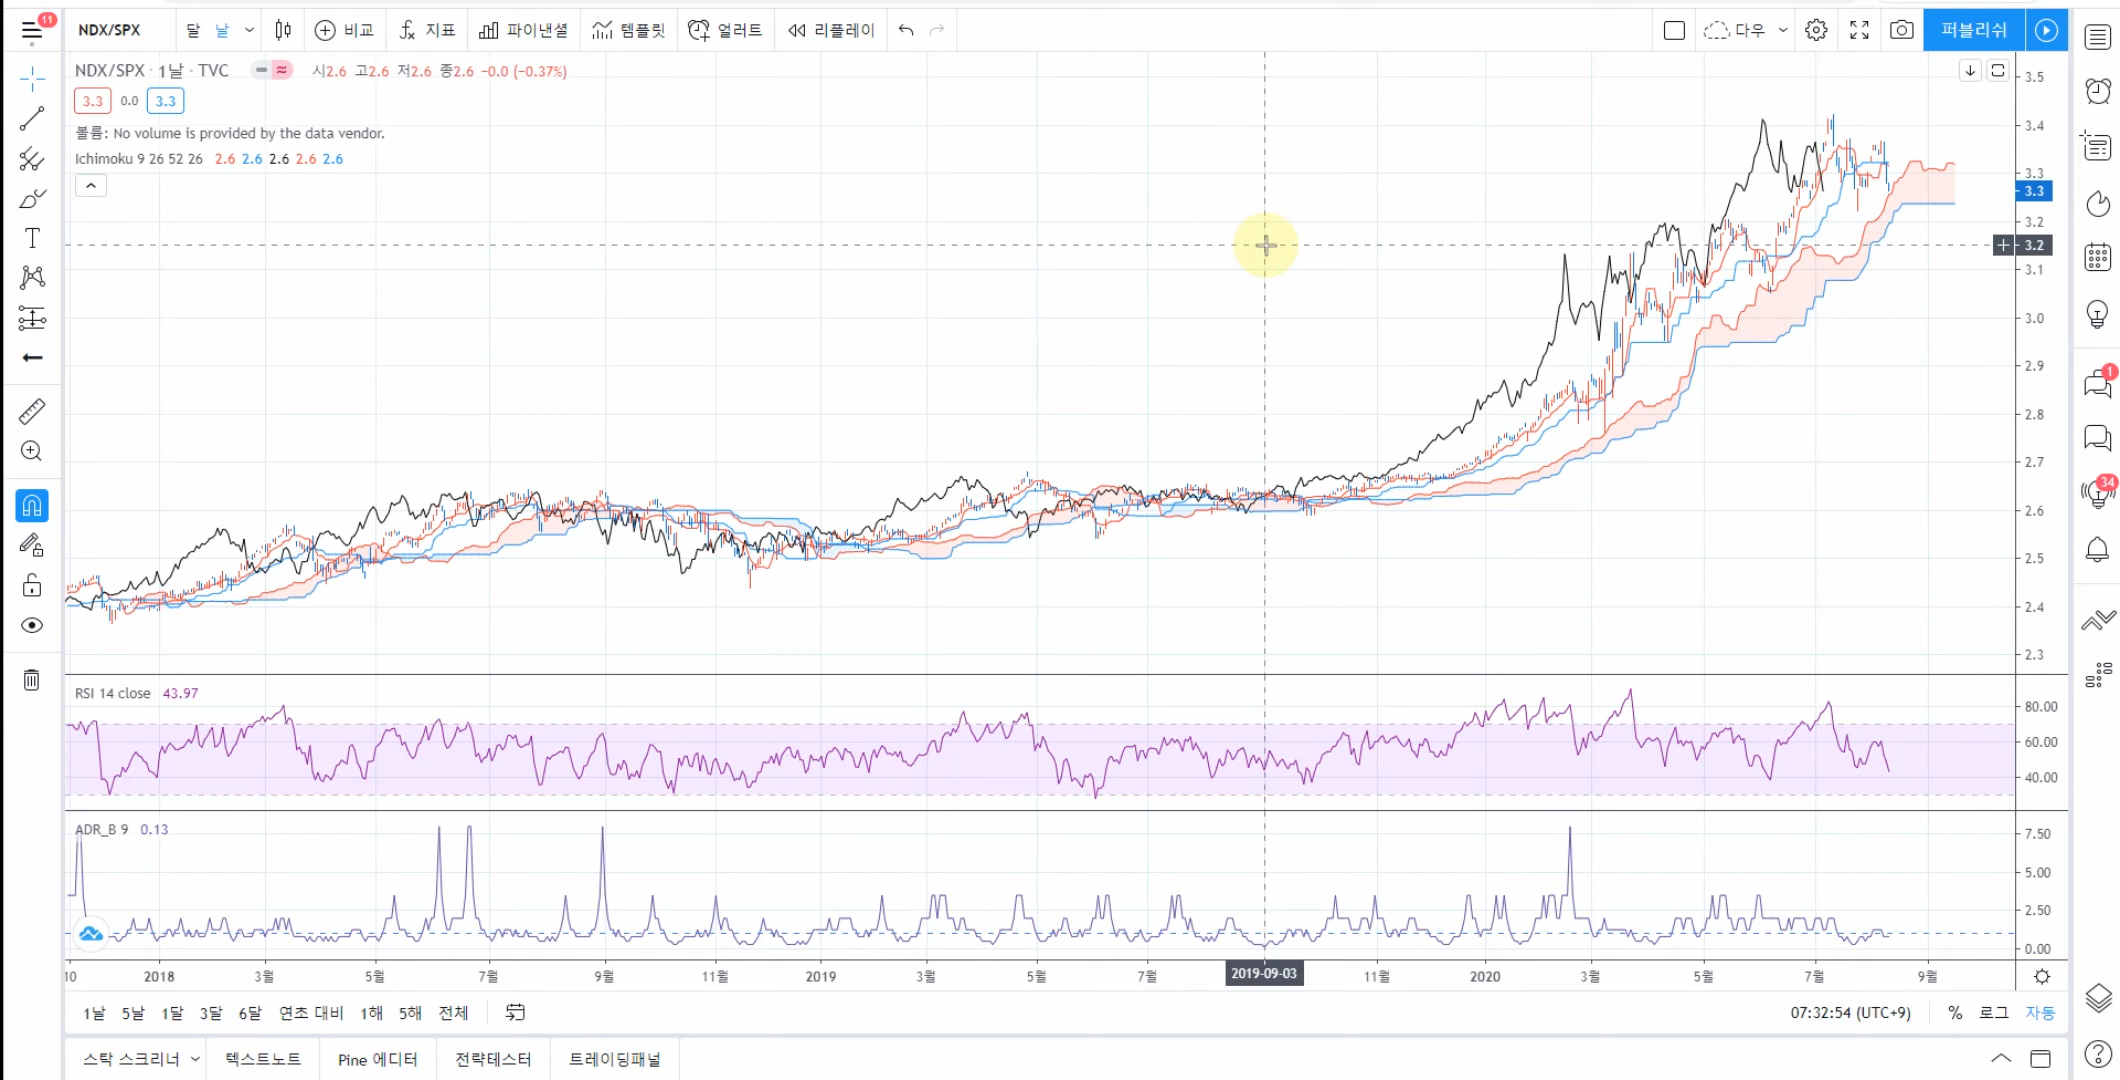 11
NDX/SPX 달 날 비교 지표 파이낸셜 템플릿 얼러트 리플레이 다우 퍼블리쉬
NDX/SPX · 1날 · TVC 시2.6 고2.6 저2.6 종2.6 −0.0 (−0.37%)
3.3 0.0 3.3
볼륨: No volume is provided by the data vendor.
Ichimoku 9 26 52 26 2.6 2.6 2.6 2.6 2.6
3.5
3.4
3.3
3.3
3.2
3.2
3.1
3.0
2.9
2.8
2.7
2.6
2.5
2.4
2.3
RSI 14 close 43.97
80.00
60.00
40.00
ADR_B 9 0.13
7.50
5.00
2.50
0.00
10 2018 3월 5월 7월 9월 11월 2019 3월 5월 7월 2019-09-03 11월 2020 3월 5월 7월 9월
1날 5날 1달 3달 6달 연초 대비 1해 5해 전체 07:32:54 (UTC+9) % 로그 자동
스탁 스크리너 텍스트노트 Pine 에디터 전략테스터 트레이딩패널
1
34